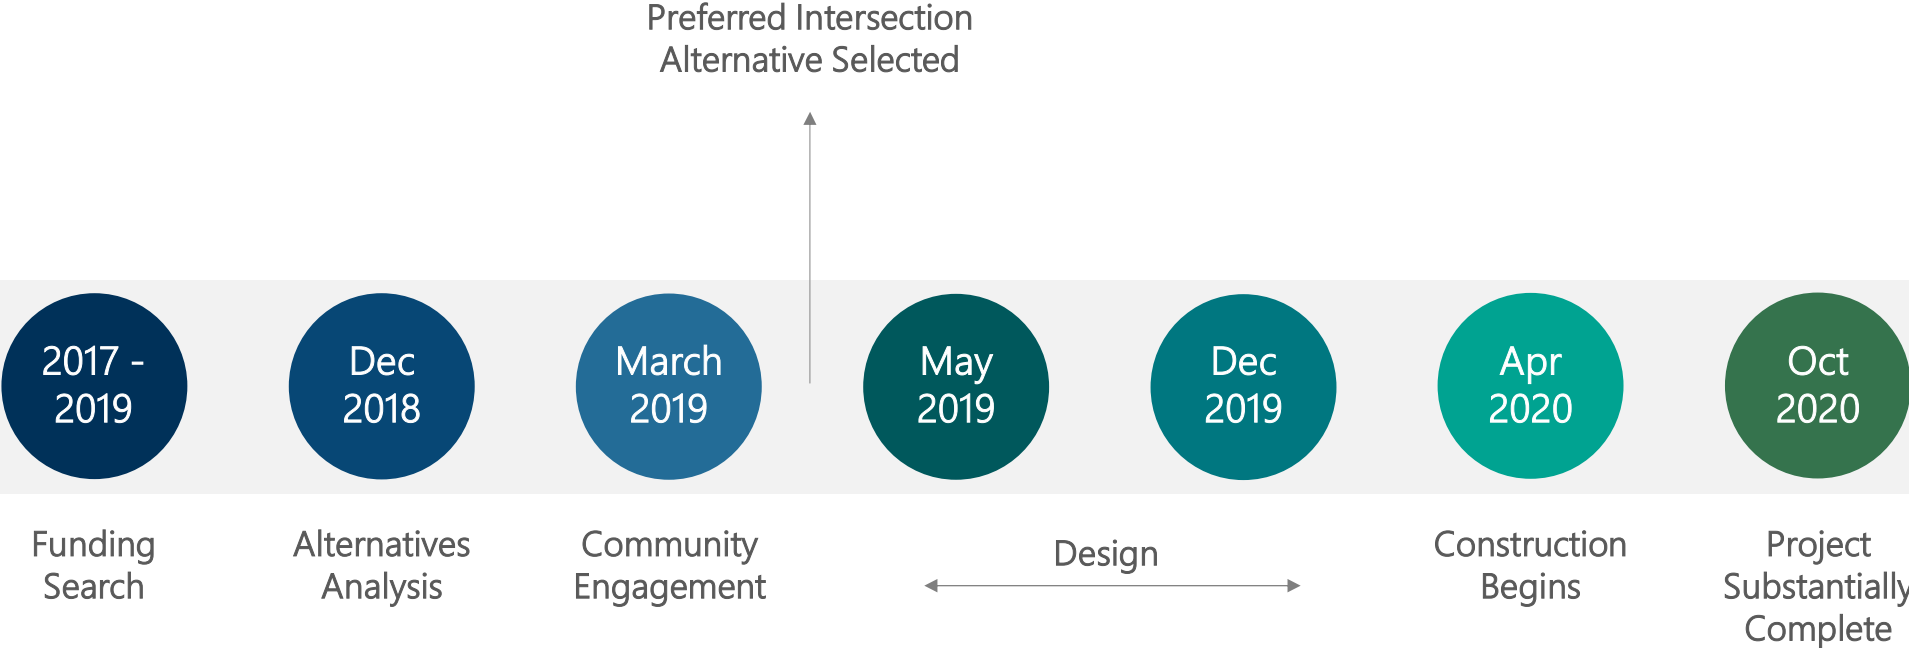 Preferred Intersection
Alternative Selected
2017 -
2019
Dec
2018
March
2019
May
2019
Dec
2019
Apr
2020
Oct
2020
Funding
Search
Alternatives
Analysis
Community
Engagement
Design
Construction
Begins
Project
Substantially
Complete